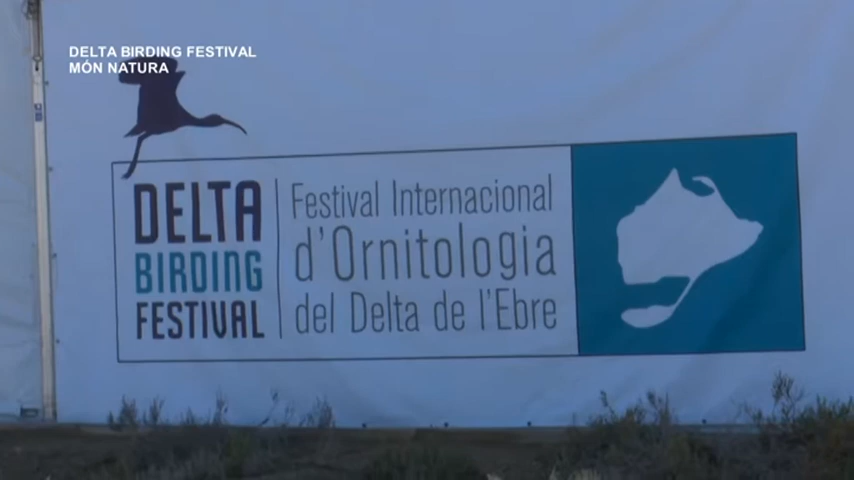 DELTA BIRDING FESTIVAL
MÓN NATURA
DELTA
BIRDING
FESTIVAL
Festival Internacional
d'Ornitologia
del Delta de l'Ebre